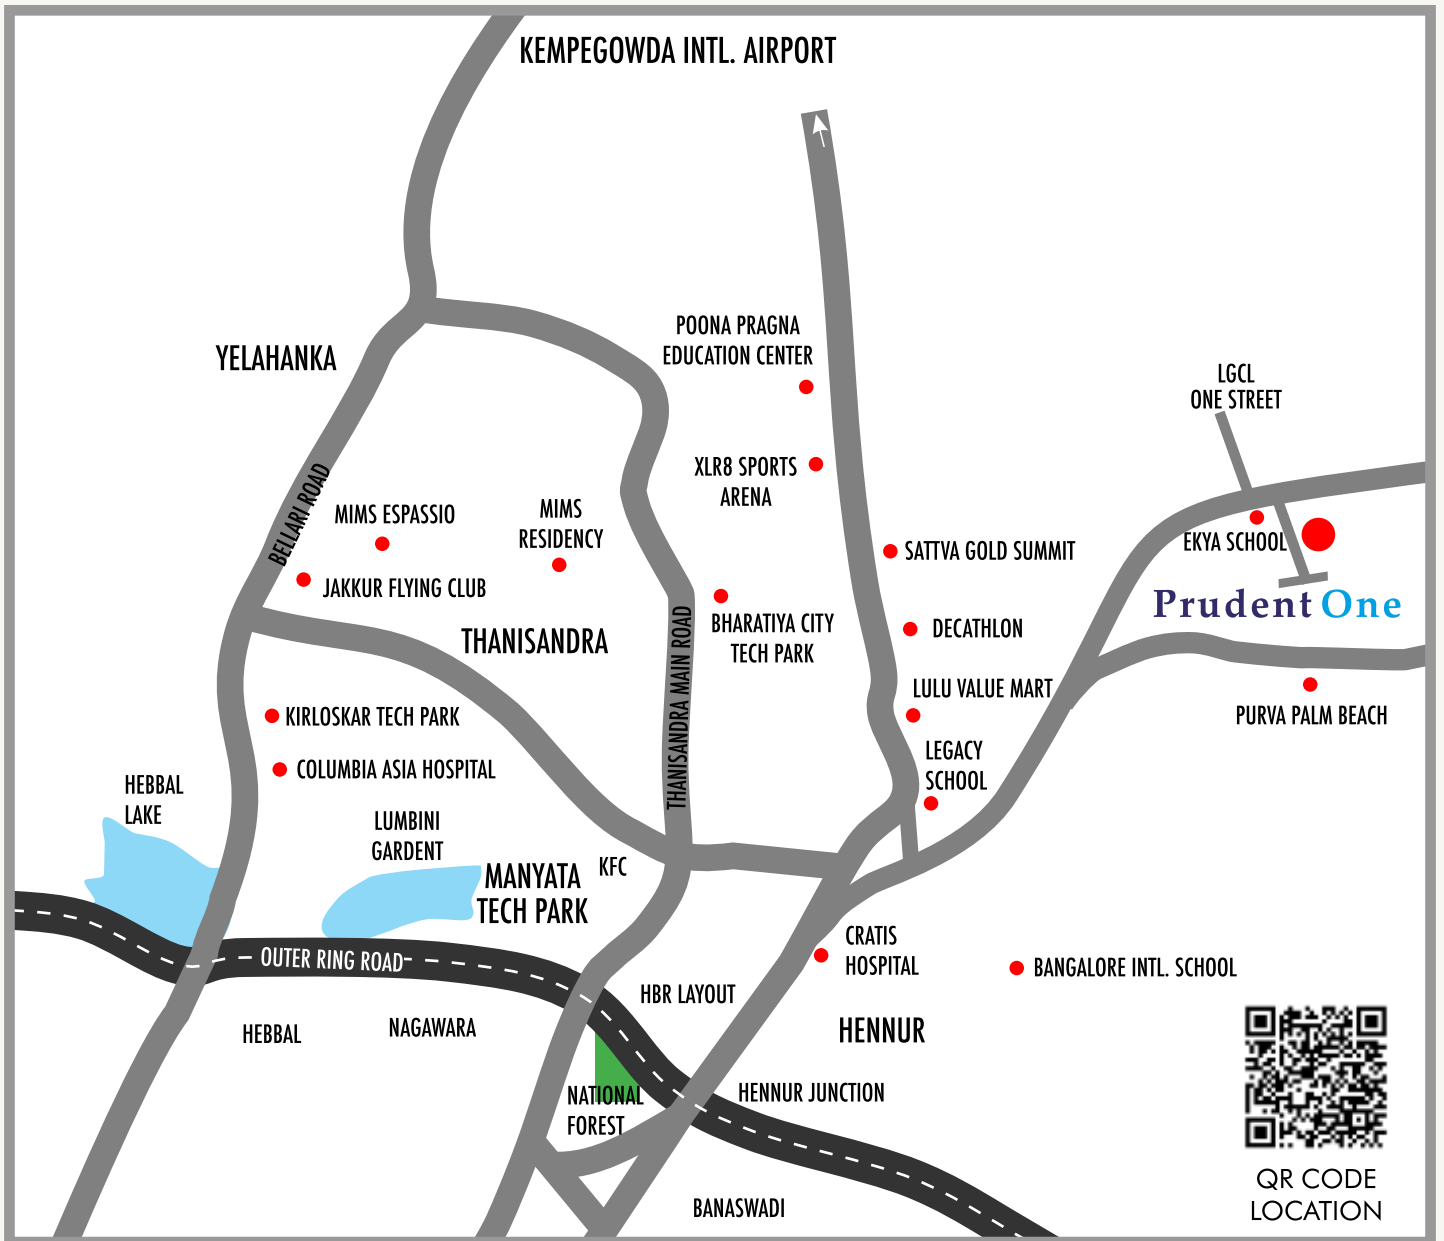 KEMPEGOWDA INTL. AIRPORT
POONA PRAGNA
EDUCATION CENTER
YELAHANKA
LGCL
ONE STREET
XLR8 SPORTS
ARENA
BELLARI ROAD
MIMS ESPASSIO
MIMS
RESIDENCY
EKYA SCHOOL
SATTVA GOLD SUMMIT
JAKKUR FLYING CLUB
Prudent One
THANISANDRA
BHARATIYA CITY
TECH PARK
DECATHLON
THANISANDRA MAIN ROAD
LULU VALUE MART
KIRLOSKAR TECH PARK
PURVA PALM BEACH
LEGACY
SCHOOL
COLUMBIA ASIA HOSPITAL
HEBBAL
LAKE
LUMBINI
GARDENT
KFC
MANYATA
TECH PARK
CRATIS
HOSPITAL
OUTER RING ROAD
BANGALORE INTL. SCHOOL
HBR LAYOUT
HEBBAL
NAGAWARA
HENNUR
NATIONAL
FOREST
HENNUR JUNCTION
QR CODE
LOCATION
BANASWADI